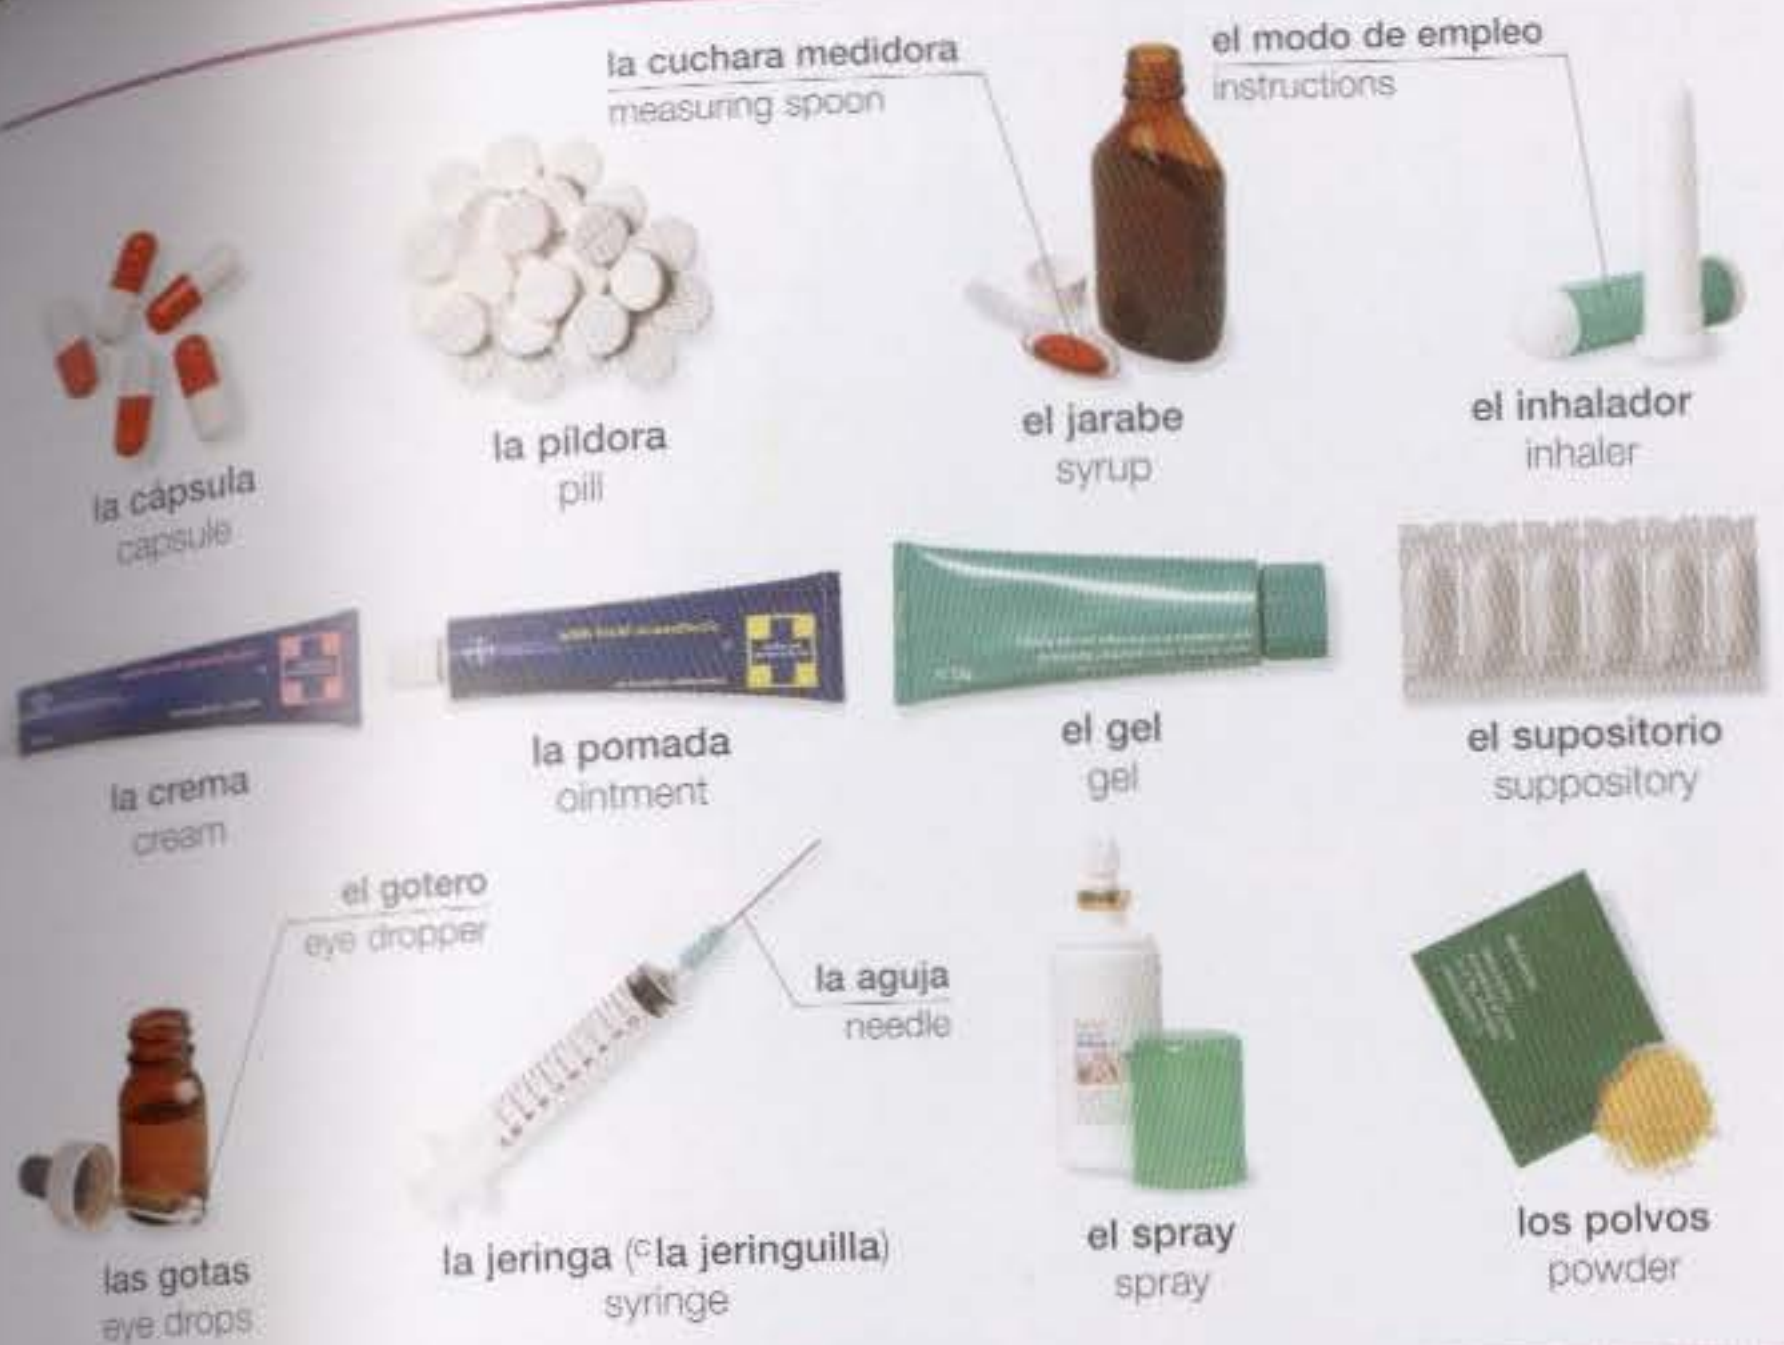 la cuchara medidora
measuring spoon
el modo de empleo
instructions
la cápsula
capsule
la píldora
pill
el jarabe
syrup
el inhalador
inhaler
la crema
cream
la pomada
ointment
el gel
gel
el supositorio
suppository
el gotero
eye dropper
la aguja
needle
las gotas
eye drops
la jeringa (ᶜla jeringuilla)
syringe
el spray
spray
los polvos
powder